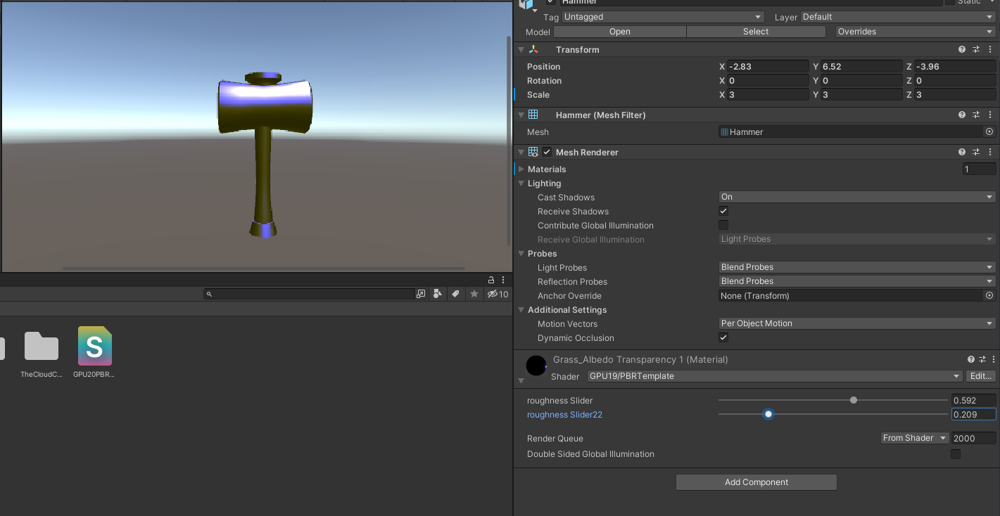 Hammer
Static
Tag Untagged Layer Default
Model Open Select Overrides
Transform
Position X -2.83 Y 6.52 Z -3.96
Rotation X 0 Y 0 Z 0
Scale X 3 Y 3 Z 3
Hammer (Mesh Filter)
Mesh Hammer
Mesh Renderer
Materials 1
Lighting
Cast Shadows On
Receive Shadows
Contribute Global Illumination
Receive Global Illumination Light Probes
Probes
Light Probes Blend Probes
Reflection Probes Blend Probes
Anchor Override None (Transform)
Additional Settings
Motion Vectors Per Object Motion
Dynamic Occlusion
Grass_Albedo Transparency 1 (Material)
Shader GPU19/PBRTemplate Edit...
roughness Slider 0.592
roughness Slider22 0.209
Render Queue From Shader 2000
Double Sided Global Illumination
Add Component
10
S
TheCloudC... GPU20PBR...